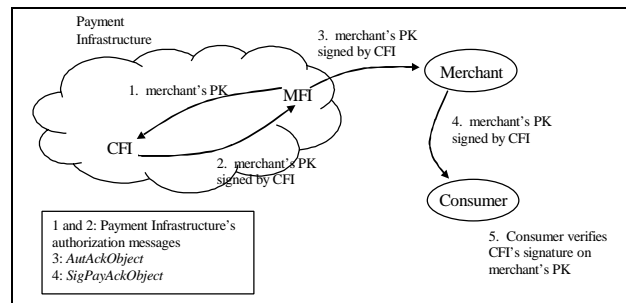 Payment
Infrastructure
3. merchant's PK
signed by CFI
Merchant
1. merchant's PK
MFI
CFI
2. merchant's PK
signed by CFI
4. merchant's PK
signed by CFI
Consumer
1 and 2: Payment Infrastructure's
authorization messages
3: AutAckObject
4: SigPayAckObject
5. Consumer verifies
CFI's signature on
merchant's PK